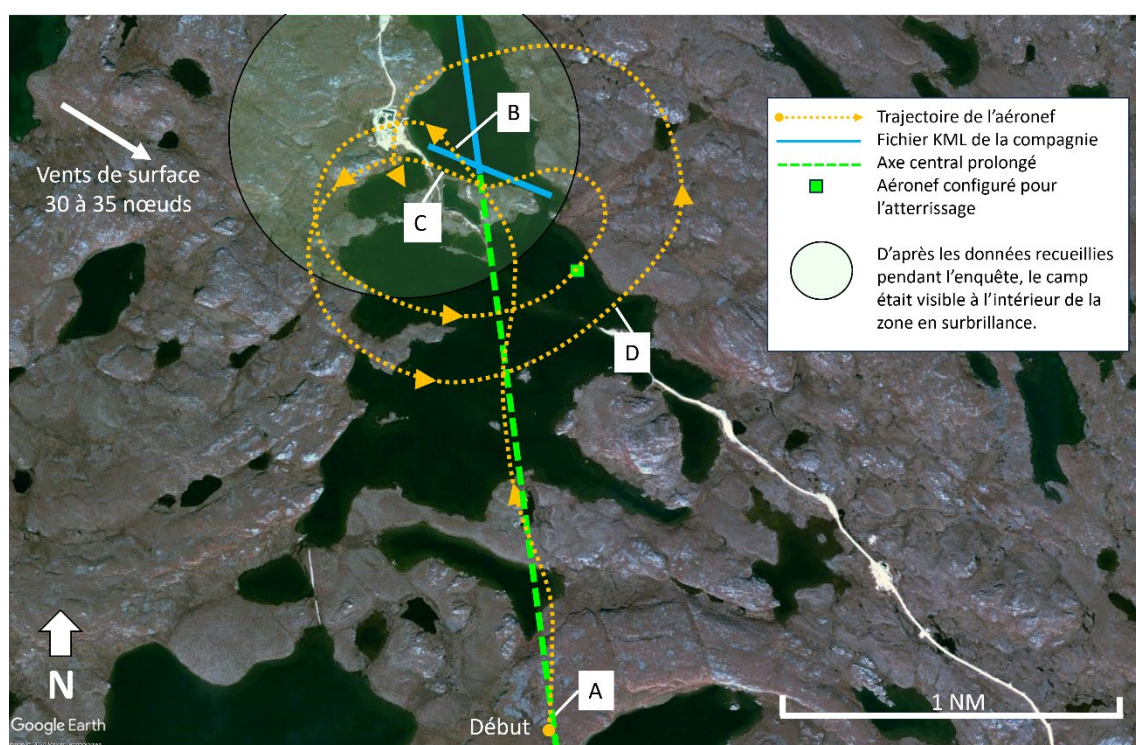 B
Vents de surface
30 à 35 nœuds
C
Trajectoire de l'aéronef
Fichier KML de la compagnie
Axe central prolongé
Aéronef configuré pour
l'atterrissage
D'après les données recueillies
pendant l'enquête, le camp
était visible à l'intérieur de la
zone en surbrillance.
D
N
A
Début
1 NM
Google Earth